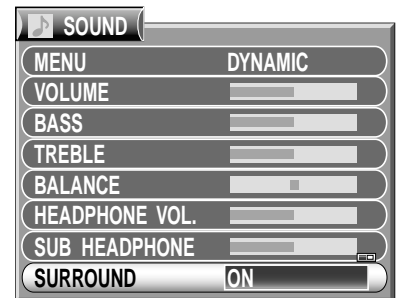 SOUND
MENU DYNAMIC
VOLUME
BASS
TREBLE
BALANCE
HEADPHONE VOL.
SUB HEADPHONE
SURROUND ON